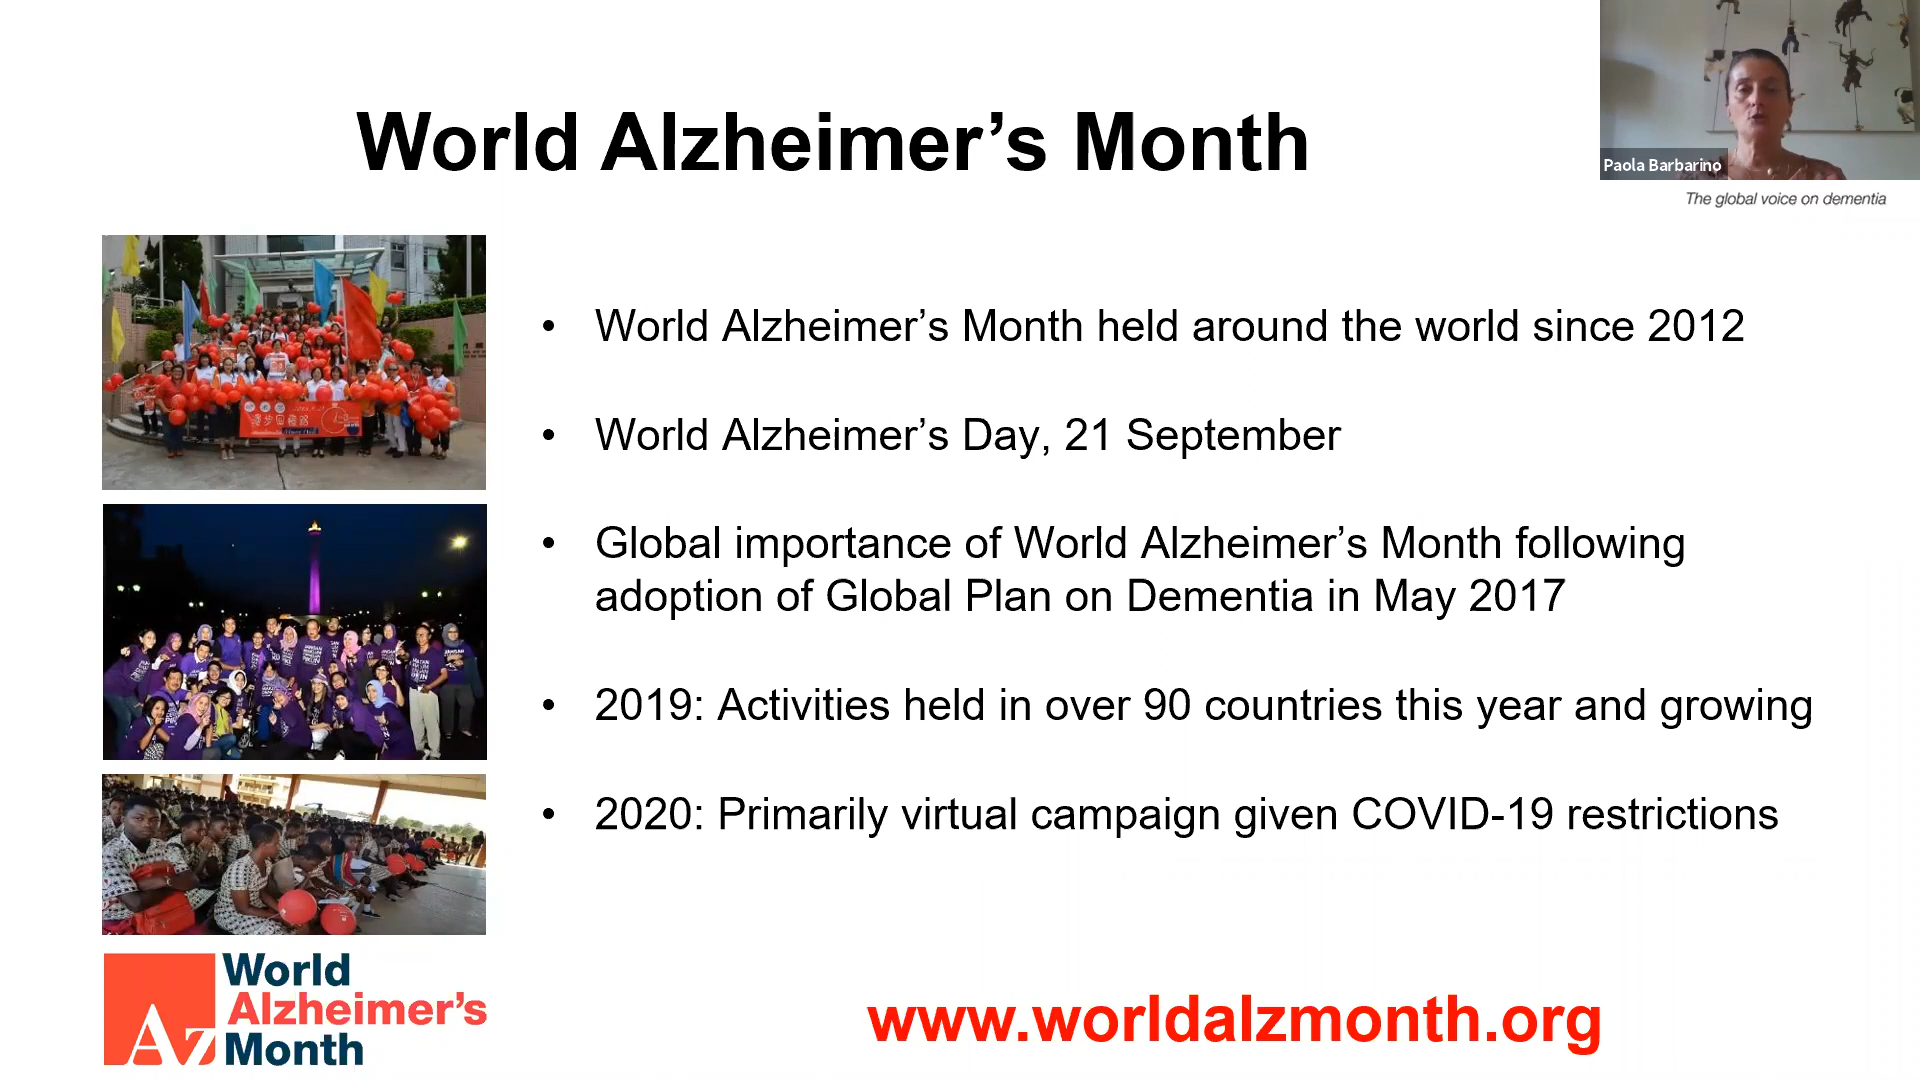 World Alzheimer’s Month
Paola Barbarino
The global voice on dementia
• World Alzheimer’s Month held around the world since 2012
• World Alzheimer’s Day, 21 September
• Global importance of World Alzheimer’s Month following
adoption of Global Plan on Dementia in May 2017
• 2019: Activities held in over 90 countries this year and growing
• 2020: Primarily virtual campaign given COVID-19 restrictions
Az
World
Alzheimer’s
Month
www.worldalzmonth.org